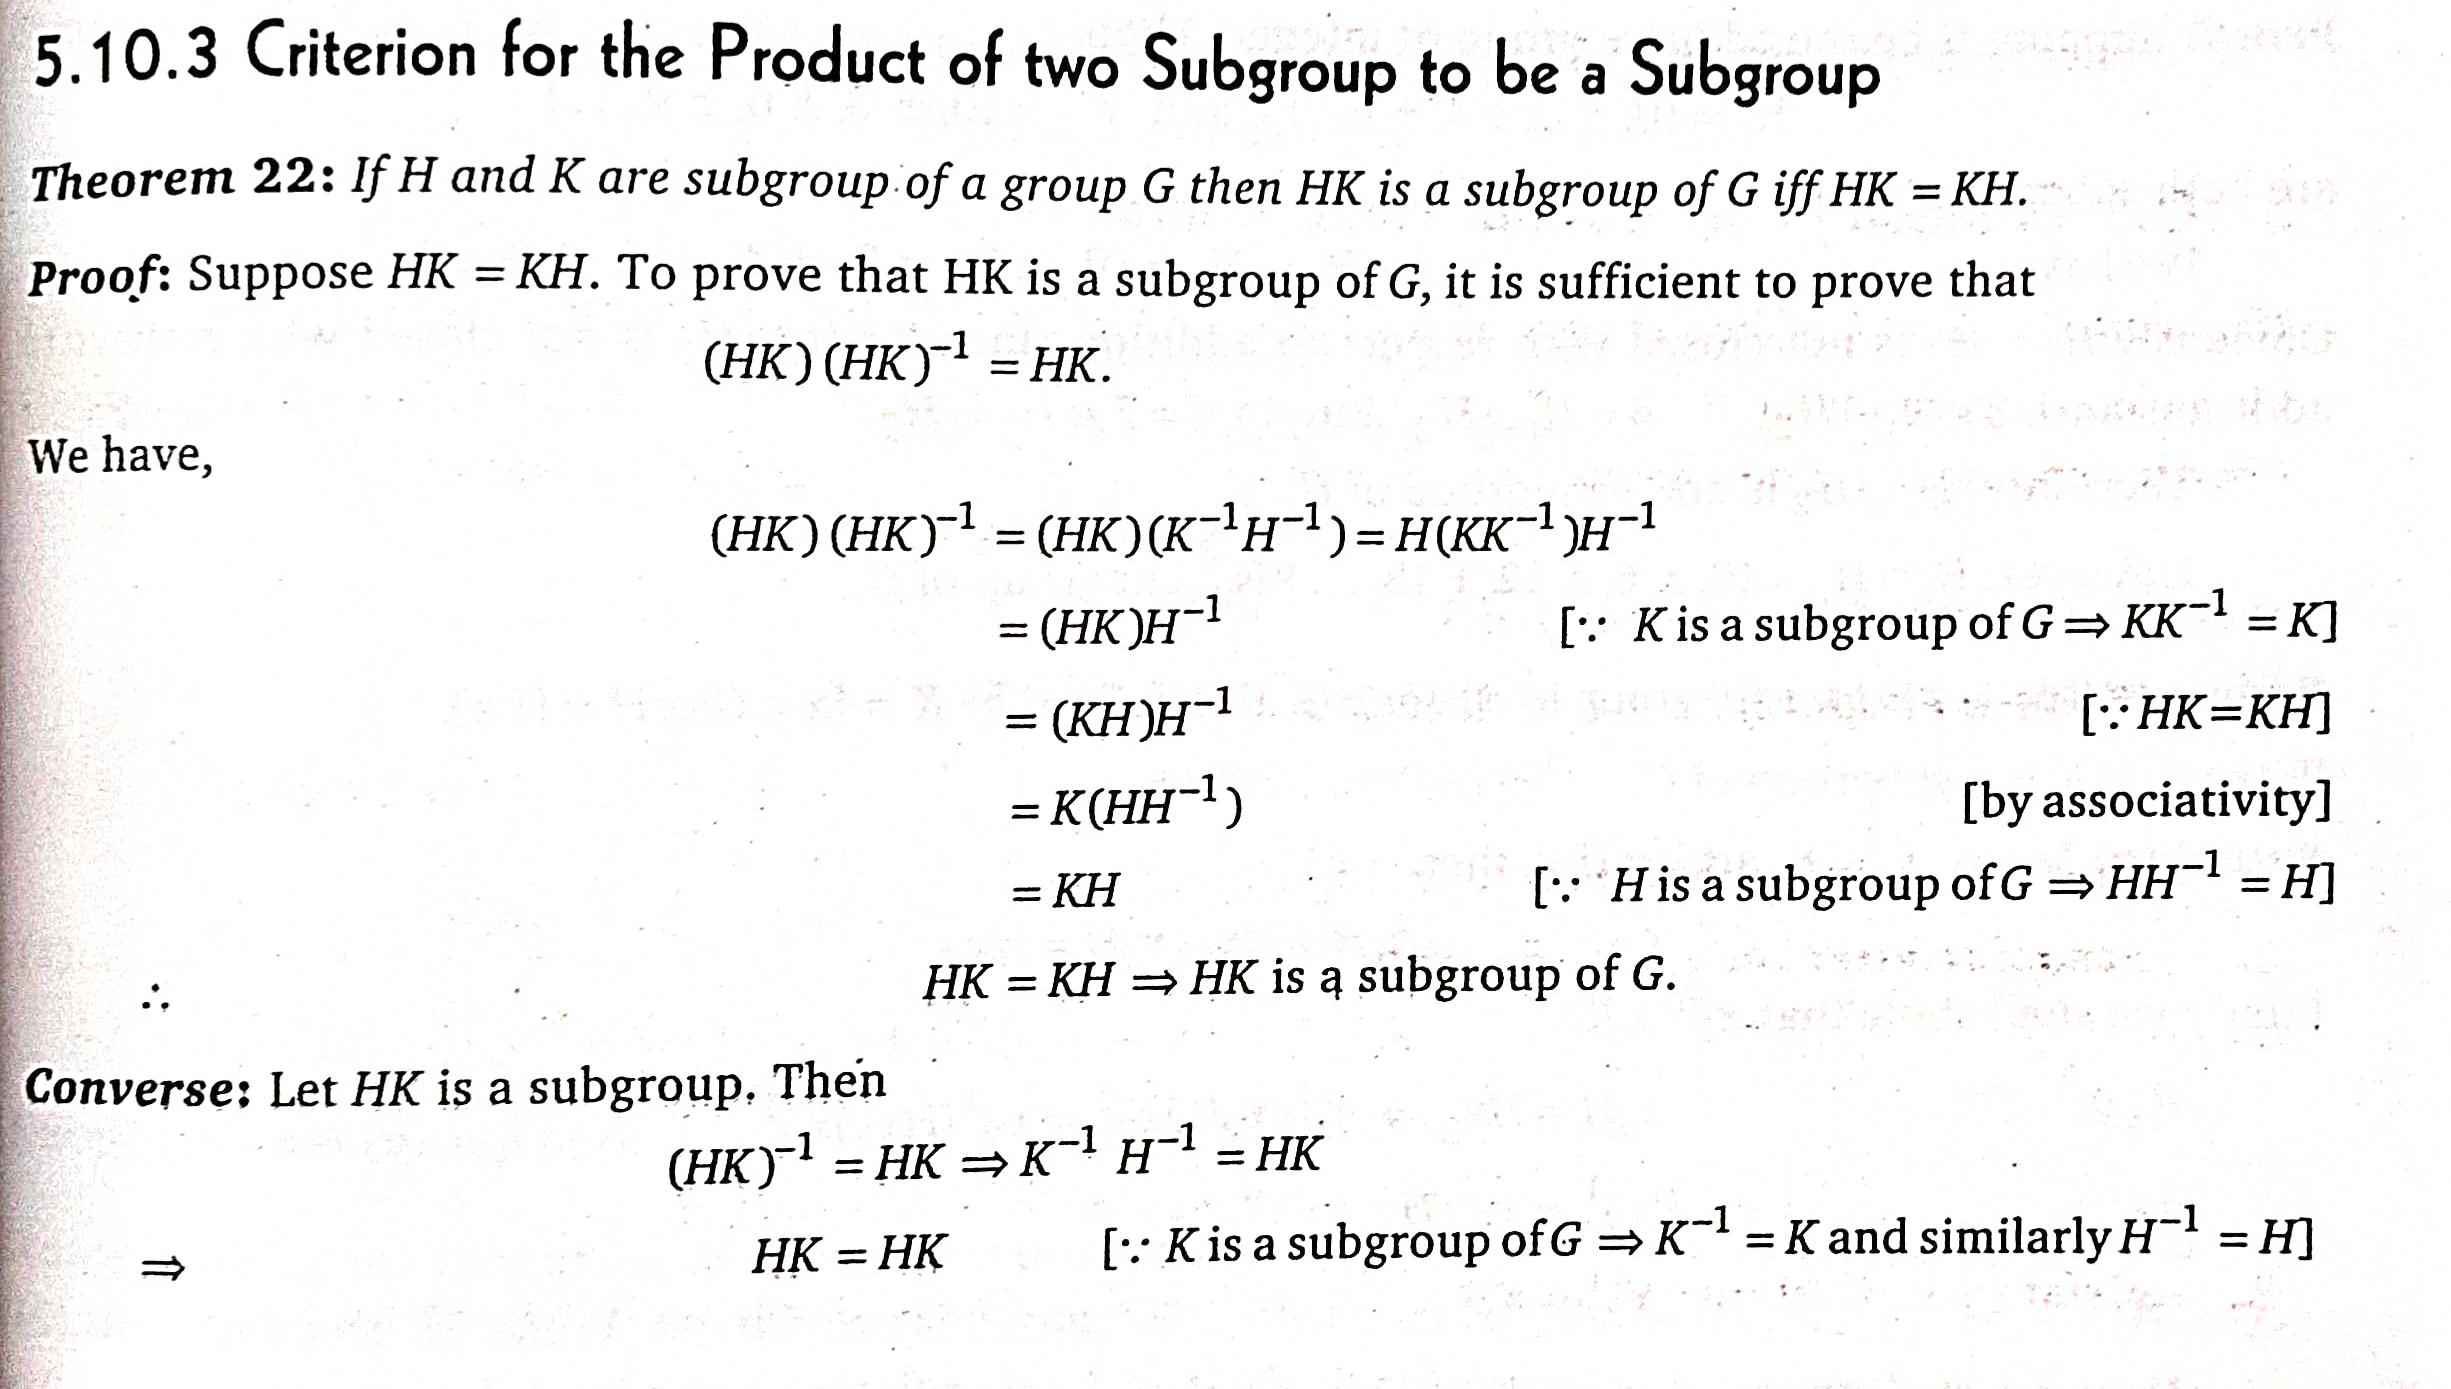 5.10.3 Criterion for the Product of two Subgroup to be a Subgroup
Theorem 22: If H and K are subgroup of a group G then HK is a subgroup of G iff HK = KH.
Proof: Suppose HK = KH. To prove that HK is a subgroup of G, it is sufficient to prove that
(HK) (HK)⁻¹ = HK.
We have,
(HK) (HK)⁻¹ = (HK)(K⁻¹H⁻¹) = H(KK⁻¹)H⁻¹
= (HK)H⁻¹ [∵ K is a subgroup of G ⇒ KK⁻¹ = K]
= (KH)H⁻¹ [∵ HK=KH]
= K(HH⁻¹) [by associativity]
= KH [∵ H is a subgroup of G ⇒ HH⁻¹ = H]
∴ HK = KH ⇒ HK is a subgroup of G.
Converse: Let HK is a subgroup. Then
(HK)⁻¹ = HK ⇒ K⁻¹ H⁻¹ = HK
⇒ HK = HK [∵ K is a subgroup of G ⇒ K⁻¹ = K and similarly H⁻¹ = H]